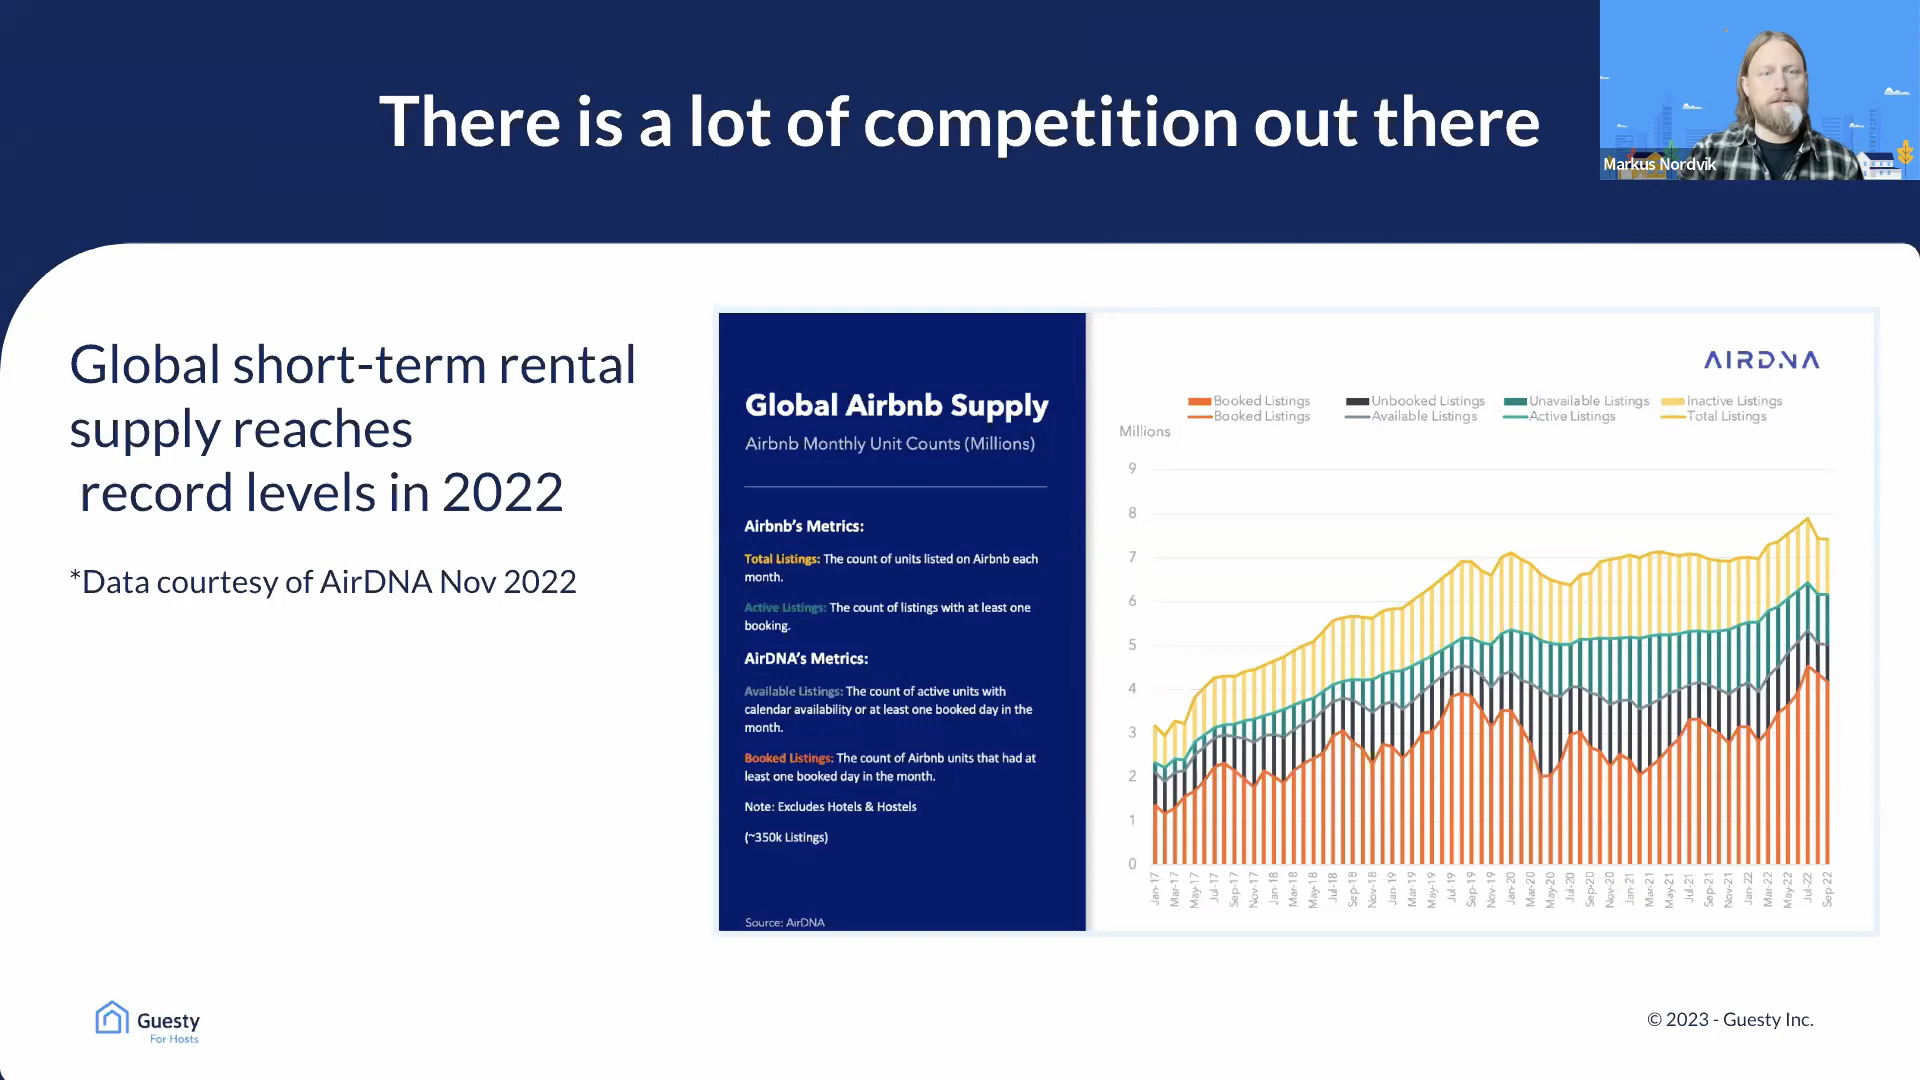 There is a lot of competition out there
Markus Nordvik
Global short-term rental
supply reaches
record levels in 2022
*Data courtesy of AirDNA Nov 2022
Global Airbnb Supply
Airbnb Monthly Unit Counts (Millions)
Airbnb's Metrics:
Total Listings: The count of units listed on Airbnb each
month.
Active Listings: The count of listings with at least one
booking.
AirDNA's Metrics:
Available Listings: The count of active units with
calendar availability or at least one booked day in the
month.
Booked Listings: The count of Airbnb units that had at
least one booked day in the month.
Note: Excludes Hotels & Hostels
(~350k Listings)
Source: AirDNA
AIRDNA
Booked Listings Unbooked Listings Unavailable Listings Inactive Listings
Booked Listings Available Listings Active Listings Total Listings
Millions
9
8
7
6
5
4
3
2
1
0
Jan-17 Mar-17 May-17 Jul-17 Sep-17 Nov-17 Jan-18 Mar-18 May-18 Jul-18 Sep-18 Nov-18 Jan-19 Mar-19 May-19 Jul-19 Sep-19 Nov-19 Jan-20 Mar-20 May-20 Jul-20 Sep-20 Nov-20 Jan-21 Mar-21 May-21 Jul-21 Sep-21 Nov-21 Jan-22 Mar-22 May-22 Jul-22 Sep-22
Guesty
For Hosts
© 2023 - Guesty Inc.